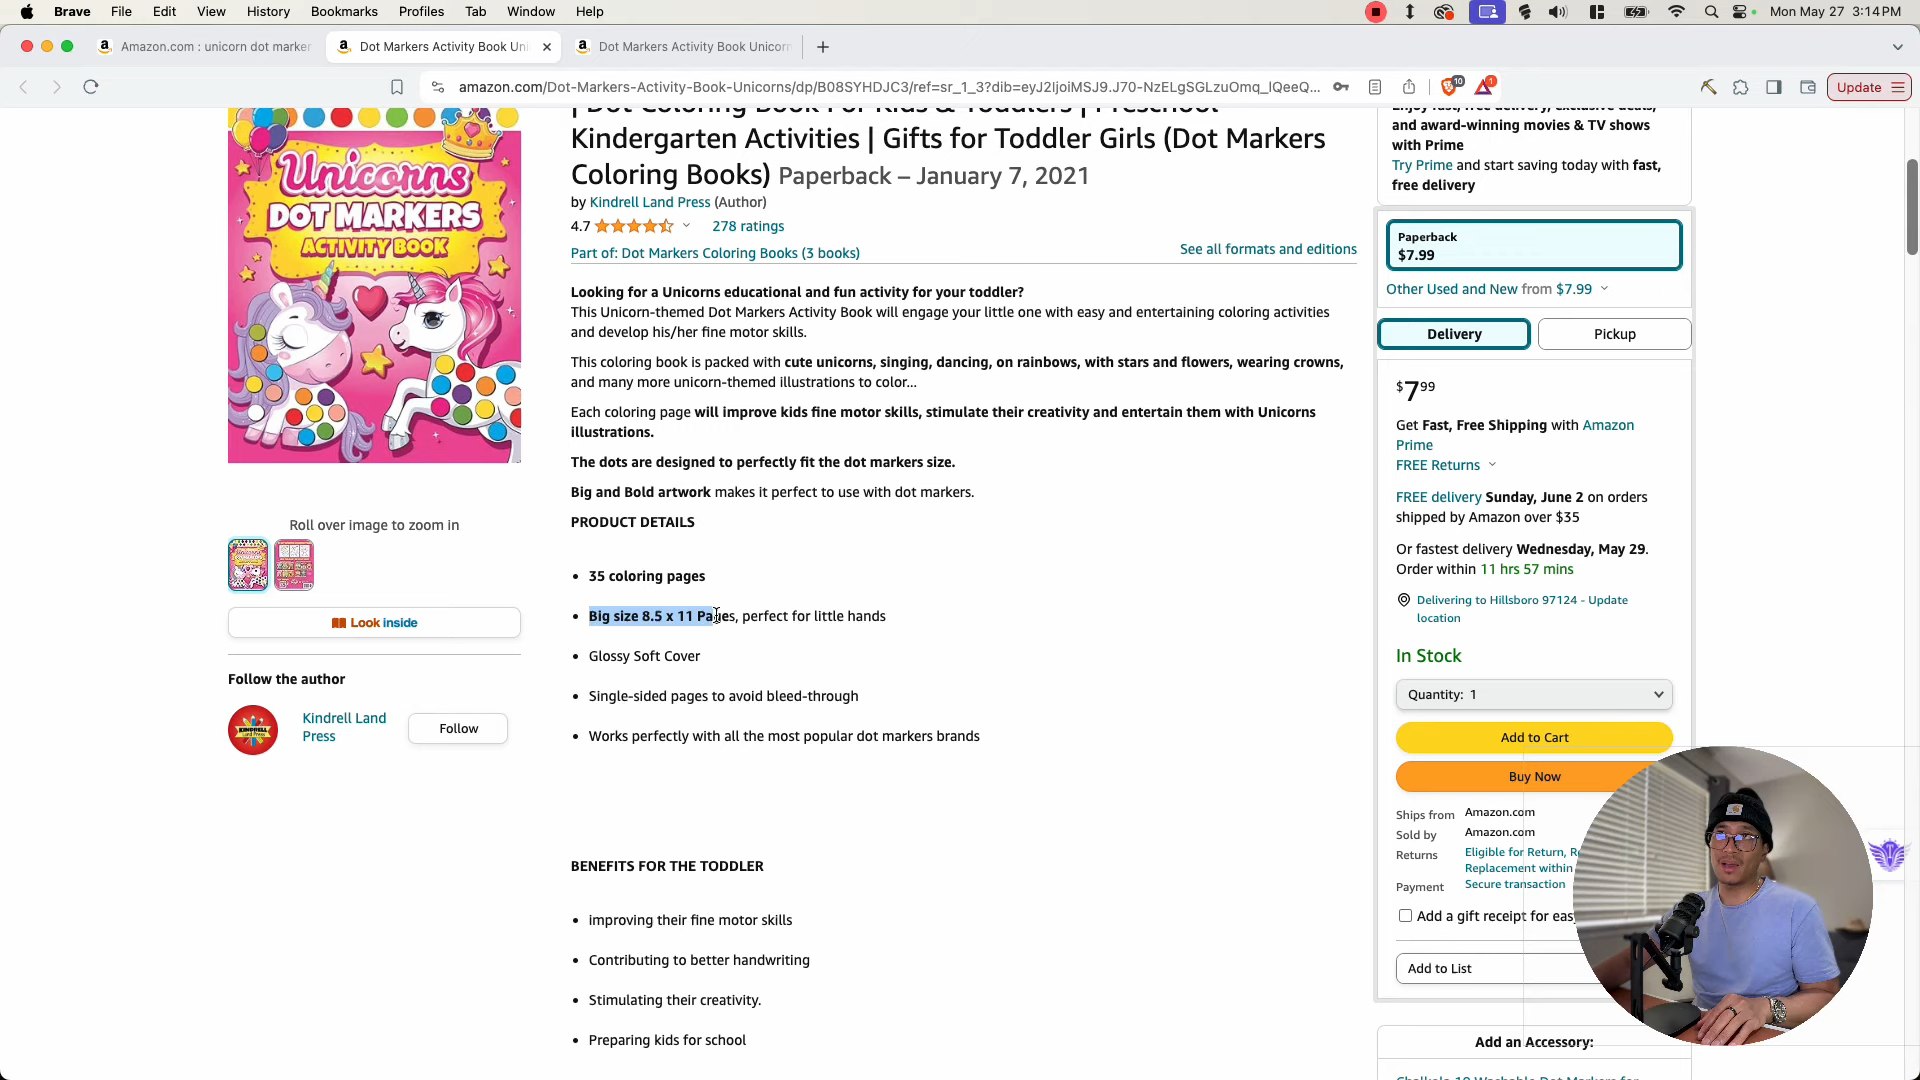 Brave File Edit View History Bookmarks Profiles Tab Window Help
Mon May 27 3:14 PM
Amazon.com : unicorn dot marker
Dot Markers Activity Book Uni
Dot Markers Activity Book Unicorn
amazon.com/Dot-Markers-Activity-Book-Unicorns/dp/B08SYHDJC3/ref=sr_1_3?dib=eyJ2IjoiMSJ9.J70-NzELgSGLzuOmq_lQeeQ...
10
1
Update
| Dot Coloring Book For Kids & Toddlers | Preschool
Kindergarten Activities | Gifts for Toddler Girls (Dot Markers
Coloring Books) Paperback – January 7, 2021
by Kindrell Land Press (Author)
4.7 278 ratings
Part of: Dot Markers Coloring Books (3 books)
See all formats and editions
Looking for a Unicorns educational and fun activity for your toddler?
This Unicorn-themed Dot Markers Activity Book will engage your little one with easy and entertaining coloring activities
and develop his/her fine motor skills.
This coloring book is packed with cute unicorns, singing, dancing, on rainbows, with stars and flowers, wearing crowns,
and many more unicorn-themed illustrations to color...
Each coloring page will improve kids fine motor skills, stimulate their creativity and entertain them with Unicorns
illustrations.
The dots are designed to perfectly fit the dot markers size.
Big and Bold artwork makes it perfect to use with dot markers.
PRODUCT DETAILS
• 35 coloring pages
• Big size 8.5 x 11 Pages, perfect for little hands
• Glossy Soft Cover
• Single-sided pages to avoid bleed-through
• Works perfectly with all the most popular dot markers brands
BENEFITS FOR THE TODDLER
• improving their fine motor skills
• Contributing to better handwriting
• Stimulating their creativity.
• Preparing kids for school
Unicorns
DOT MARKERS
ACTIVITY BOOK
Roll over image to zoom in
Look inside
Follow the author
Kindrell Land
Press
Follow
Enjoy fast, free delivery, exclusive deals,
and award-winning movies & TV shows
with Prime
Try Prime and start saving today with fast,
free delivery
Paperback
$7.99
Other Used and New from $7.99
Delivery
Pickup
$7.99
Get Fast, Free Shipping with Amazon
Prime
FREE Returns
FREE delivery Sunday, June 2 on orders
shipped by Amazon over $35
Or fastest delivery Wednesday, May 29.
Order within 11 hrs 57 mins
Delivering to Hillsboro 97124 - Update
location
In Stock
Quantity: 1
Add to Cart
Buy Now
Ships from Amazon.com
Sold by Amazon.com
Returns Eligible for Return,
Replacement within
Payment Secure transaction
Add a gift receipt for
Add to List
Add an Accessory: